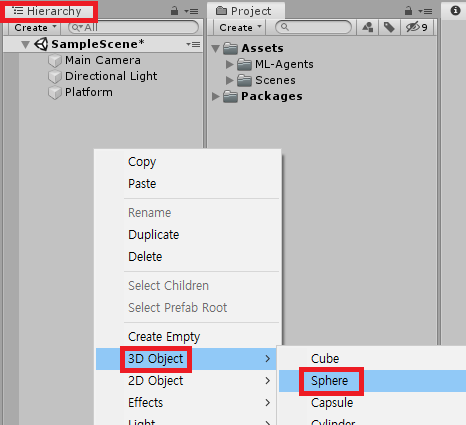 Hierarchy
Create
All
SampleScene*
Main Camera
Directional Light
Platform
Project
Create
9
Assets
ML-Agents
Scenes
Packages
Copy
Paste
Rename
Duplicate
Delete
Select Children
Select Prefab Root
Create Empty
3D Object
2D Object
Effects
Light
Cube
Sphere
Capsule
Cylinder